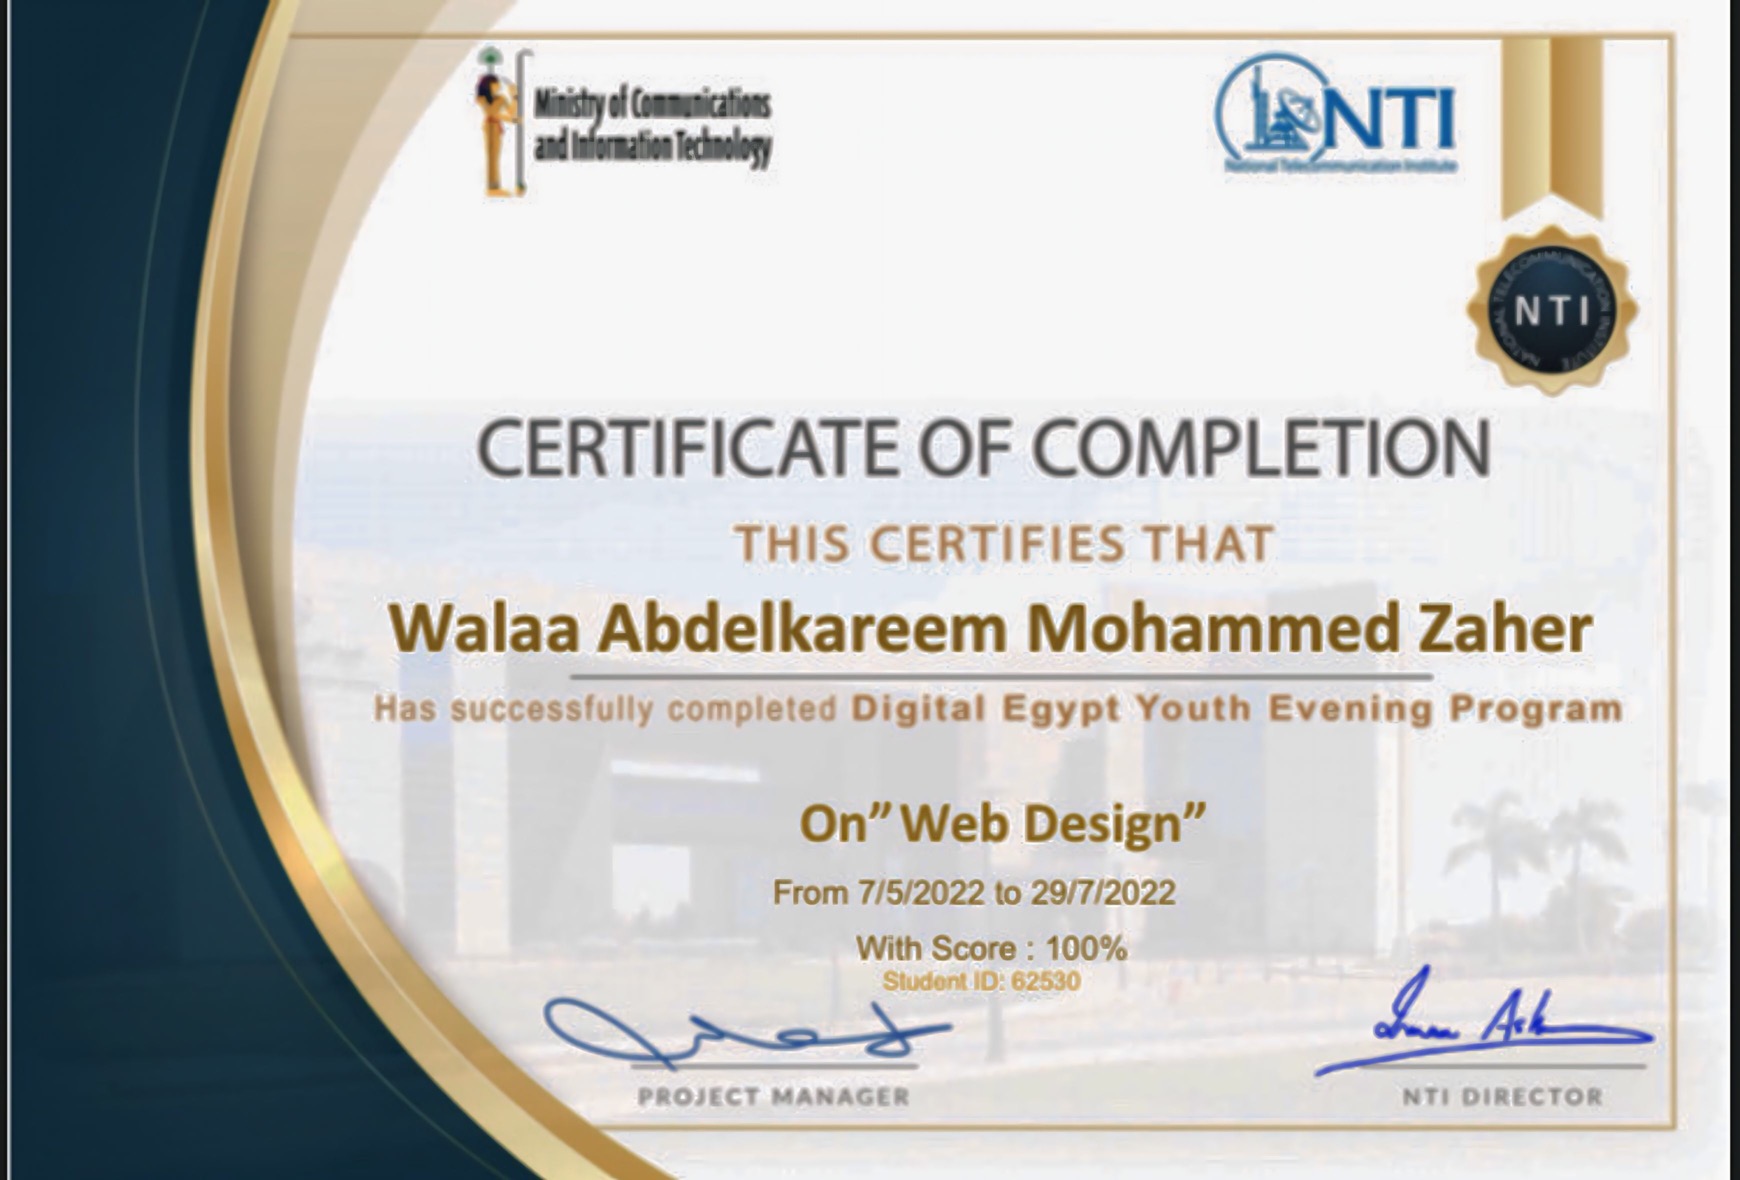 Ministry of Communications
and Information Technology
NTI
National Telecommunication Institute
NATIONAL TELECOMMUNICATION INSTITUTE
NTI
CERTIFICATE OF COMPLETION
THIS CERTIFIES THAT
Walaa Abdelkareem Mohammed Zaher
Has successfully completed Digital Egypt Youth Evening Program
On” Web Design”
From 7/5/2022 to 29/7/2022
With Score : 100%
Student ID: 62530
PROJECT MANAGER
NTI DIRECTOR